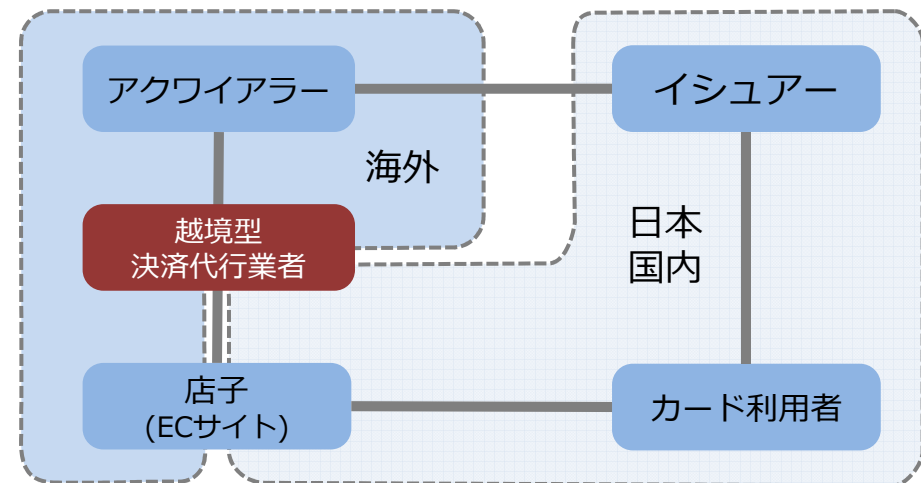 アクワイアラー
イシュアー
海外
越境型
決済代行業者
日本
国内
店子
(ECサイト)
カード利用者